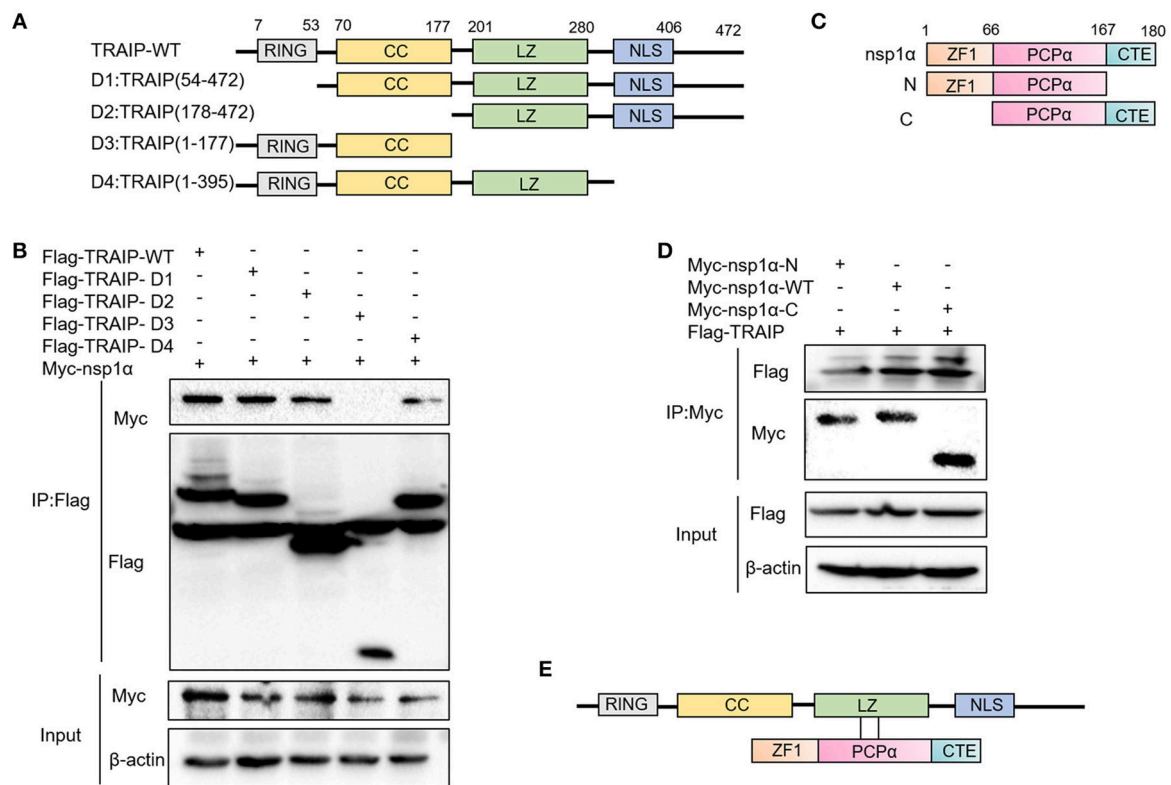 A
7 53 70 177 201 280 406 472
TRAIP-WT RING CC LZ NLS
D1:TRAIP(54-472) CC LZ NLS
D2:TRAIP(178-472) LZ NLS
D3:TRAIP(1-177) RING CC
D4:TRAIP(1-395) RING CC LZ
C
1 66 167 180
nsp1α ZF1 PCPα CTE
N ZF1 PCPα
C PCPα CTE
B
Flag-TRAIP-WT + - - - -
Flag-TRAIP- D1 - + - - -
Flag-TRAIP- D2 - - + - -
Flag-TRAIP- D3 - - - + -
Flag-TRAIP- D4 - - - - +
Myc-nsp1α + + + + +
IP:Flag
Myc
Flag
Input
Myc
β-actin
D
Myc-nsp1α-N + - -
Myc-nsp1α-WT - + -
Myc-nsp1α-C - - +
Flag-TRAIP + + +
IP:Myc
Flag
Myc
Input
Flag
β-actin
E
RING CC LZ NLS
ZF1 PCPα CTE